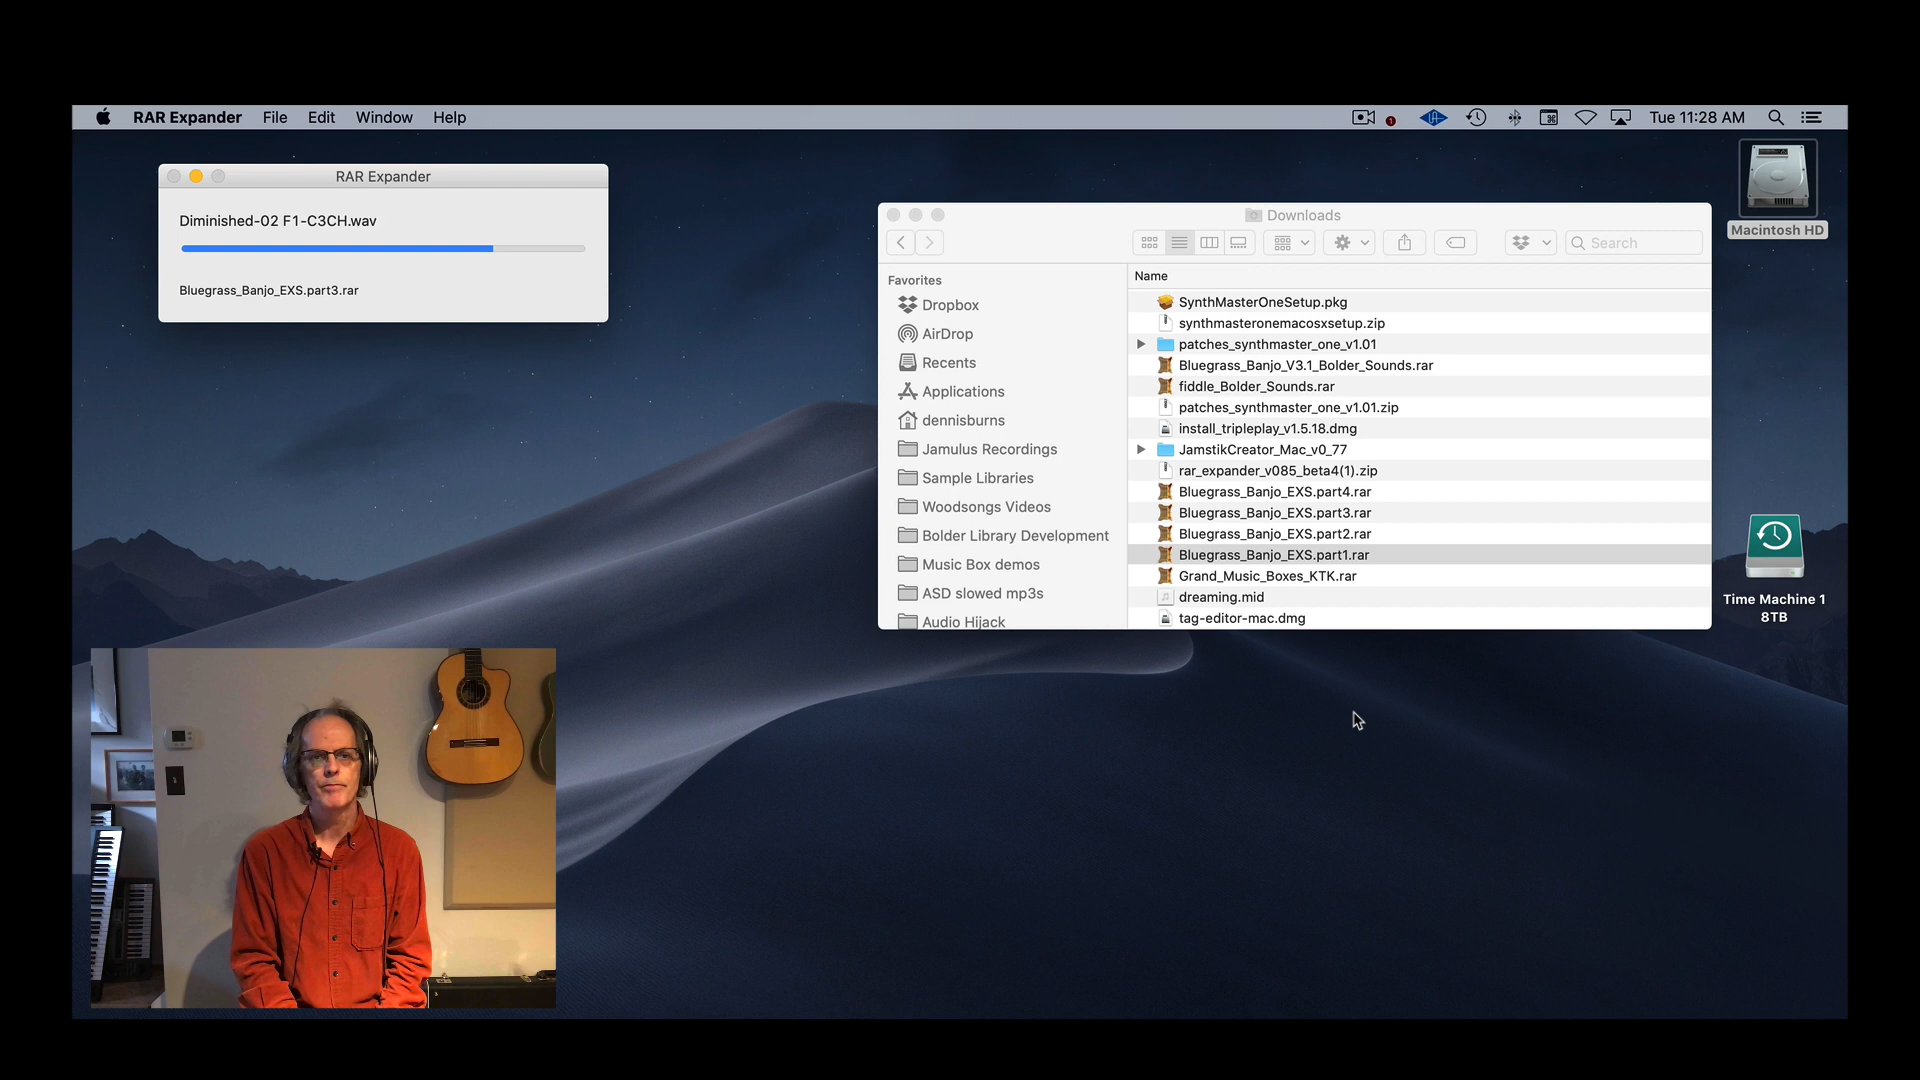 RAR Expander File Edit Window Help
1
Tue 11:28 AM
RAR Expander
Diminished-02 F1-C3CH.wav
Bluegrass_Banjo_EXS.part3.rar
Downloads
Search
Favorites
Dropbox
AirDrop
Recents
Applications
dennisburns
Jamulus Recordings
Sample Libraries
Woodsongs Videos
Bolder Library Development
Music Box demos
ASD slowed mp3s
Audio Hijack
Name
SynthMasterOneSetup.pkg
synthmasteronemacosxsetup.zip
patches_synthmaster_one_v1.01
Bluegrass_Banjo_V3.1_Bolder_Sounds.rar
fiddle_Bolder_Sounds.rar
patches_synthmaster_one_v1.01.zip
install_tripleplay_v1.5.18.dmg
JamstikCreator_Mac_v0_77
rar_expander_v085_beta4(1).zip
Bluegrass_Banjo_EXS.part4.rar
Bluegrass_Banjo_EXS.part3.rar
Bluegrass_Banjo_EXS.part2.rar
Bluegrass_Banjo_EXS.part1.rar
Grand_Music_Boxes_KTK.rar
dreaming.mid
tag-editor-mac.dmg
Macintosh HD
Time Machine 1
8TB